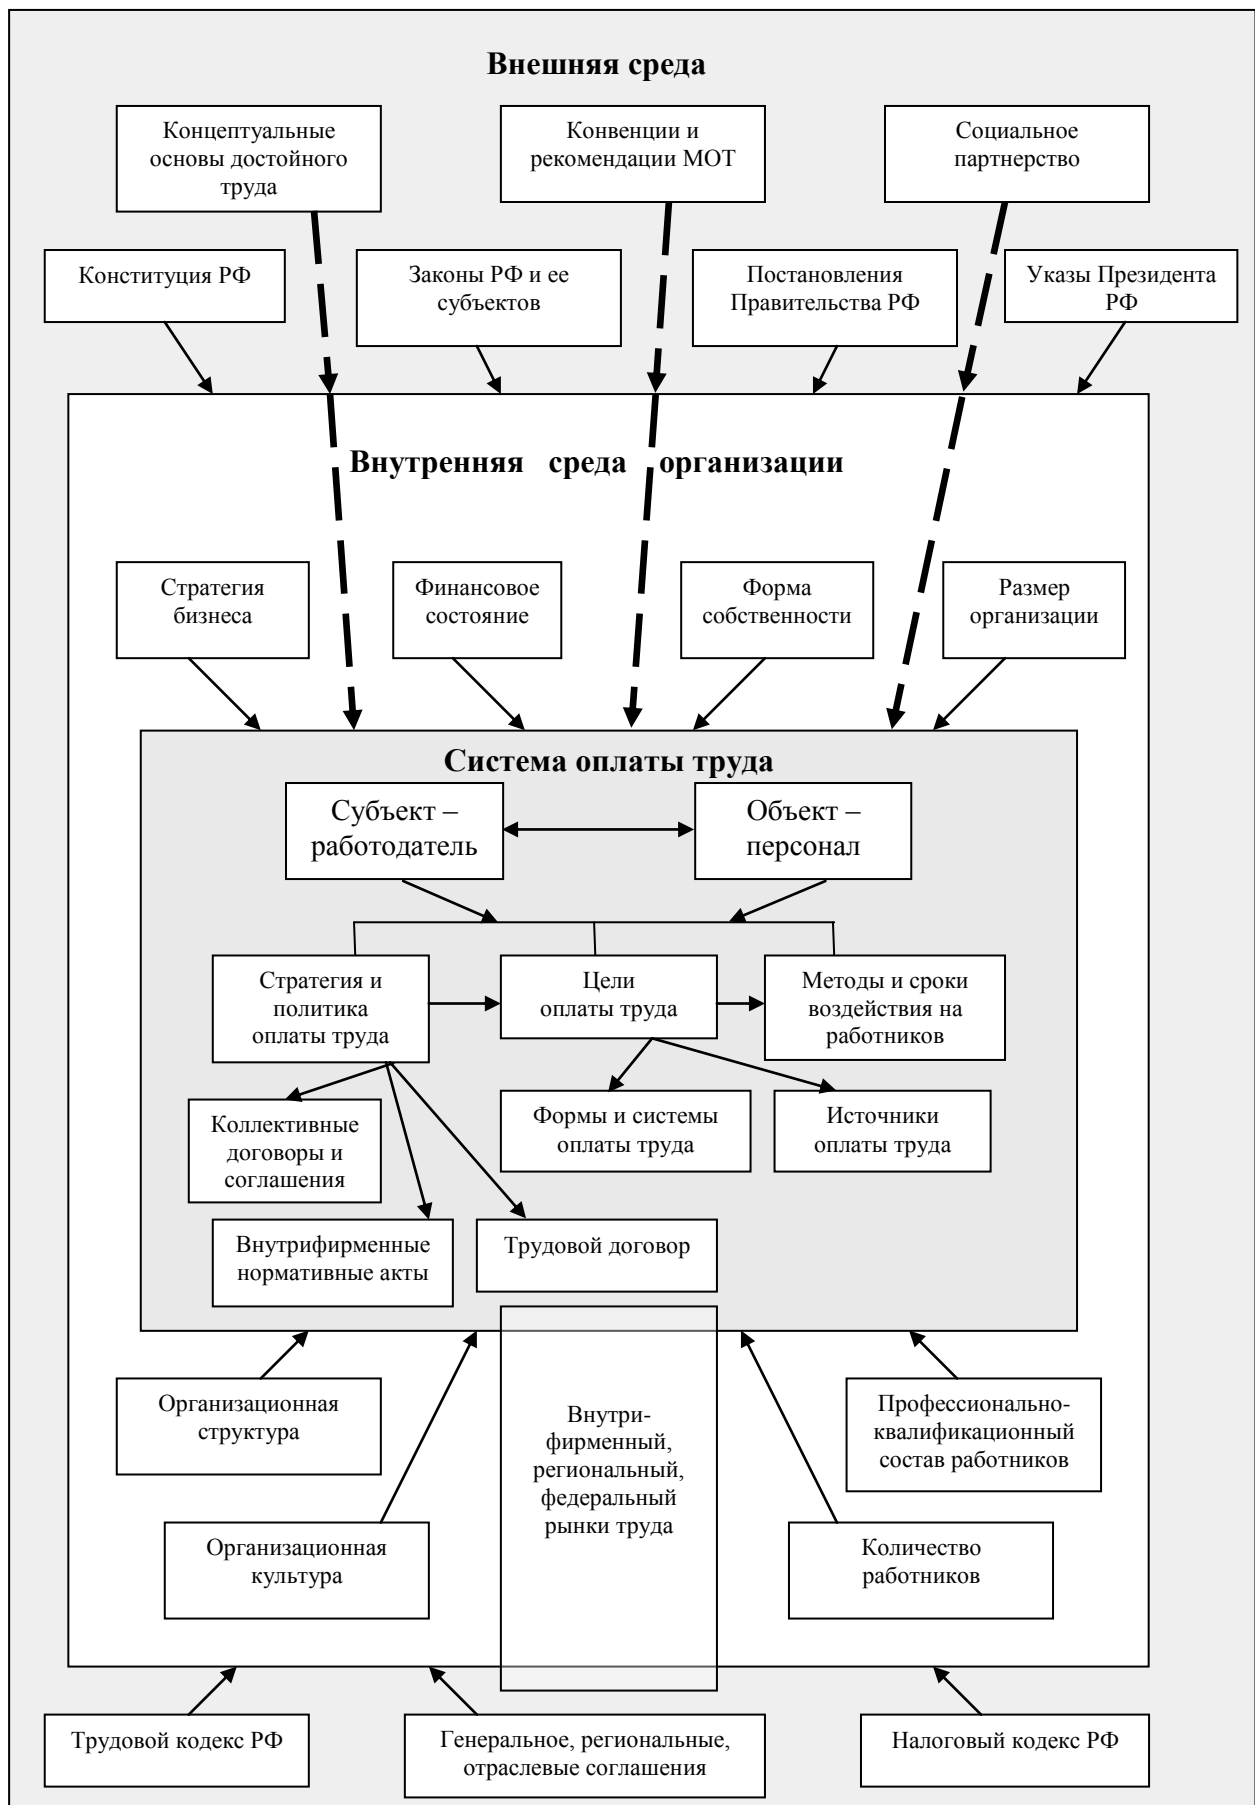 Внешняя среда
Концептуальные
основы достойного
труда
Конвенции и
рекомендации МОТ
Социальное
партнерство
Конституция РФ
Законы РФ и ее
субъектов
Постановления
Правительства РФ
Указы Президента
РФ
Внутренняя среда организации
Стратегия
бизнеса
Финансовое
состояние
Форма
собственности
Размер
организации
Система оплаты труда
Субъект –
работодатель
Объект –
персонал
Стратегия и
политика
оплаты труда
Цели
оплаты труда
Методы и сроки
воздействия на
работников
Коллективные
договоры и
соглашения
Формы и системы
оплаты труда
Источники
оплаты труда
Внутрифирменные
нормативные акты
Трудовой договор
Организационная
структура
Внутри-
фирменный,
региональный,
федеральный
рынки труда
Профессионально-
квалификационный
состав работников
Организационная
культура
Количество
работников
Трудовой кодекс РФ
Генеральное, региональные,
отраслевые соглашения
Налоговый кодекс РФ